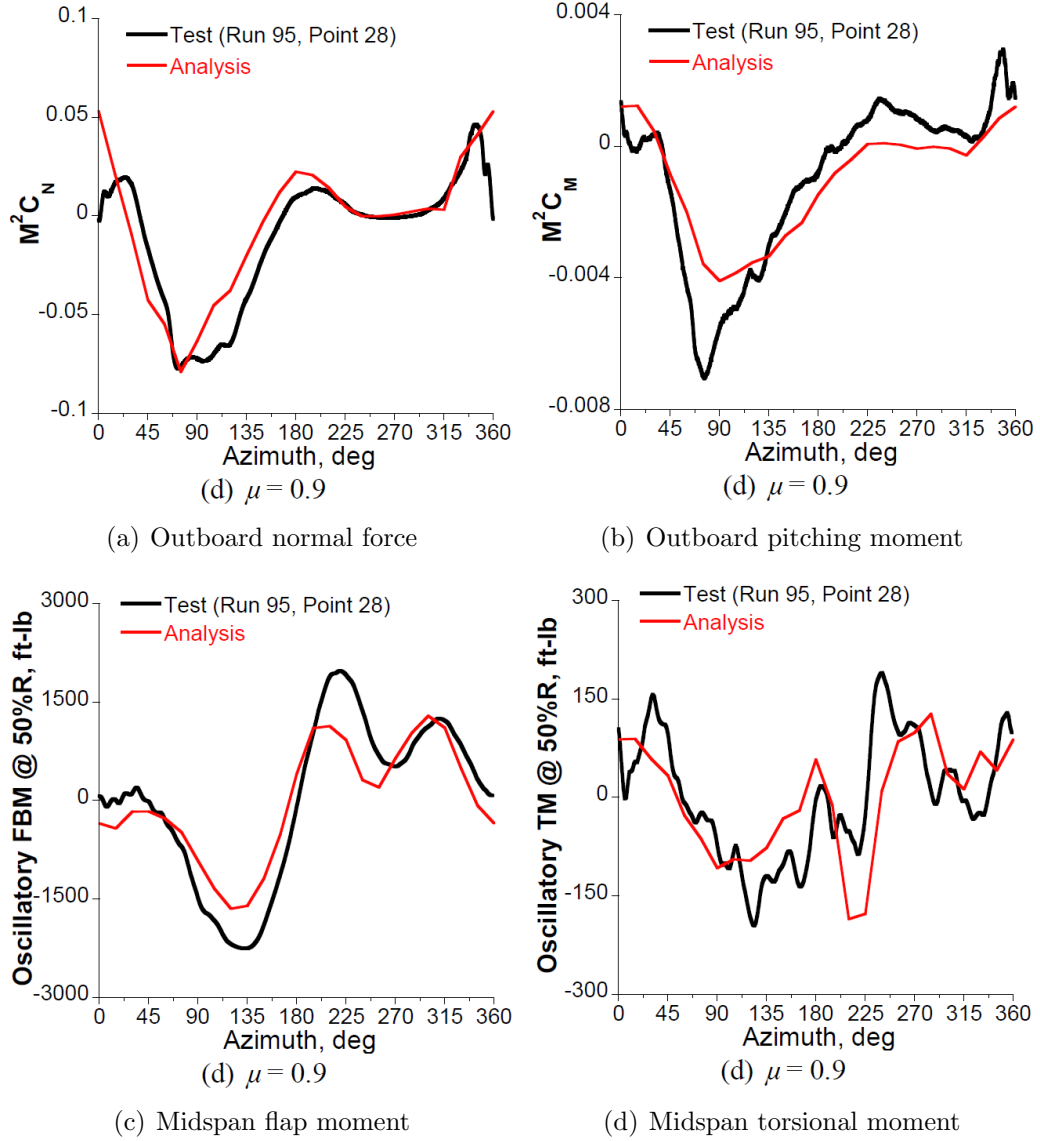 0.1
Test (Run 95, Point 28)
Analysis
0.05
0
-0.05
-0.1
M²C_N
0 45 90 135 180 225 270 315 360
Azimuth, deg
(d) μ = 0.9
(a) Outboard normal force
0.004
Test (Run 95, Point 28)
Analysis
0
-0.004
-0.008
M²C_M
0 45 90 135 180 225 270 315 360
Azimuth, deg
(d) μ = 0.9
(b) Outboard pitching moment
3000
Test (Run 95, Point 28)
Analysis
1500
0
-1500
-3000
Oscillatory FBM @ 50%R, ft-lb
0 45 90 135 180 225 270 315 360
Azimuth, deg
(d) μ = 0.9
(c) Midspan flap moment
300
Test (Run 95, Point 28)
Analysis
150
0
-150
-300
Oscillatory TM @ 50%R, ft-lb
0 45 90 135 180 225 270 315 360
Azimuth, deg
(d) μ = 0.9
(d) Midspan torsional moment